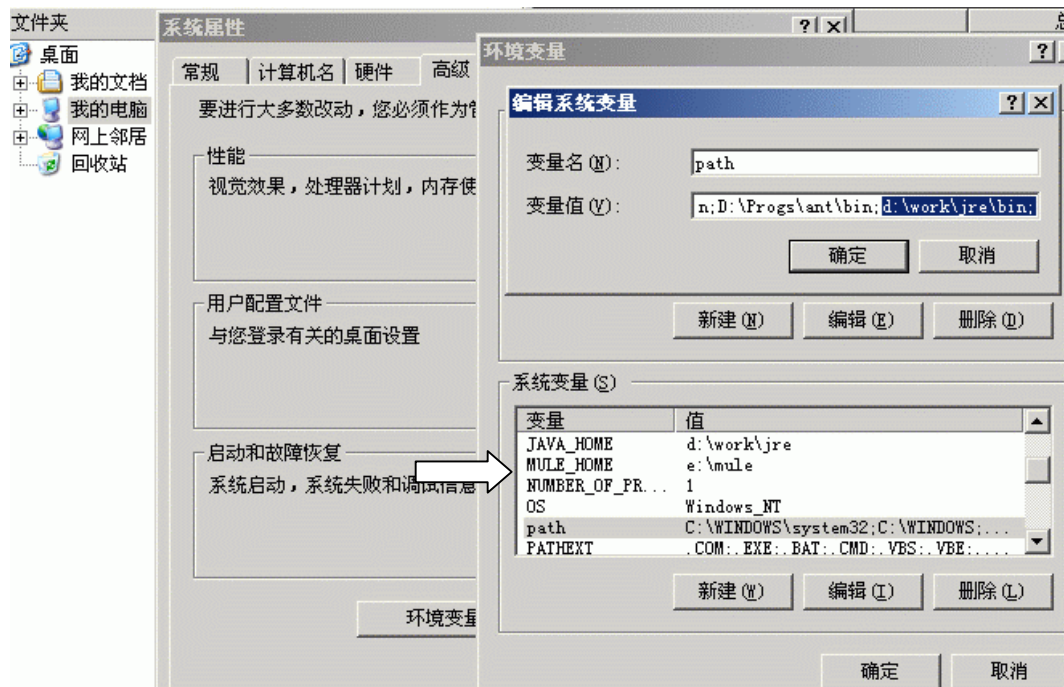 文件夹
桌面
我的文档
我的电脑
网上邻居
回收站
系统属性
常规 计算机名 硬件 高级
要进行大多数改动，您必须作为
性能
视觉效果，处理器计划，内存使
用户配置文件
与您登录有关的桌面设置
启动和故障恢复
系统启动，系统失败和调试信息
环境变量
环境变量
编辑系统变量
变量名(N)：
path
变量值(V)：
n;D:\Progs\ant\bin;d:\work\jre\bin;
确定 取消
新建(N) 编辑(E) 删除(D)
系统变量(S)
变量 值
JAVA_HOME d:\work\jre
MULE_HOME e:\mule
NUMBER_OF_PR... 1
OS Windows_NT
path C:\WINDOWS\system32;C:\WINDOWS;...
PATHEXT .COM;.EXE;.BAT;.CMD;.VBS;.VBE;....
新建(W) 编辑(I) 删除(L)
确定 取消